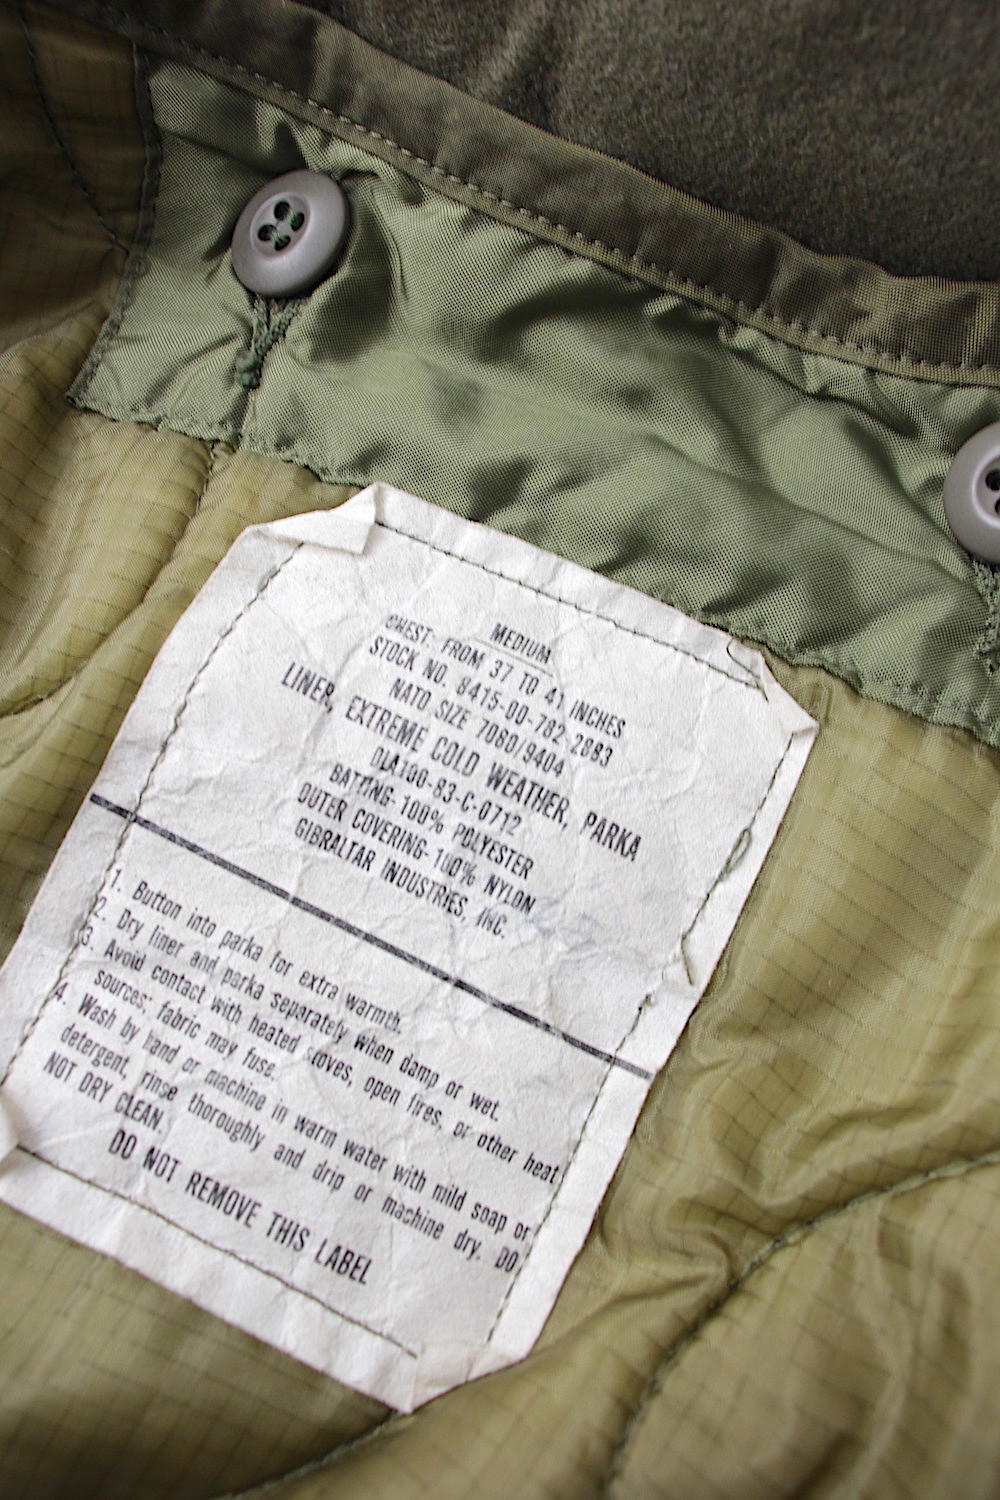 MEDIUM
CHEST: FROM 37 TO 41 INCHES
STOCK NO. 8415-00-782-2883
NATO SIZE 7080/9404
LINER, EXTREME COLD WEATHER, PARKA
DLA100-83-C-0712
BATTING-100% POLYESTER
OUTER COVERING-100% NYLON
GIBRALTAR INDUSTRIES, INC.
1. Button into parka for extra warmth.
2. Dry liner and parka separately when damp or wet.
3. Avoid contact with heated stoves, open fires, or other heat
sources; fabric may fuse.
4. Wash by hand or machine in warm water with mild soap or
detergent, rinse thoroughly and drip or machine dry. DO
NOT DRY CLEAN.
DO NOT REMOVE THIS LABEL